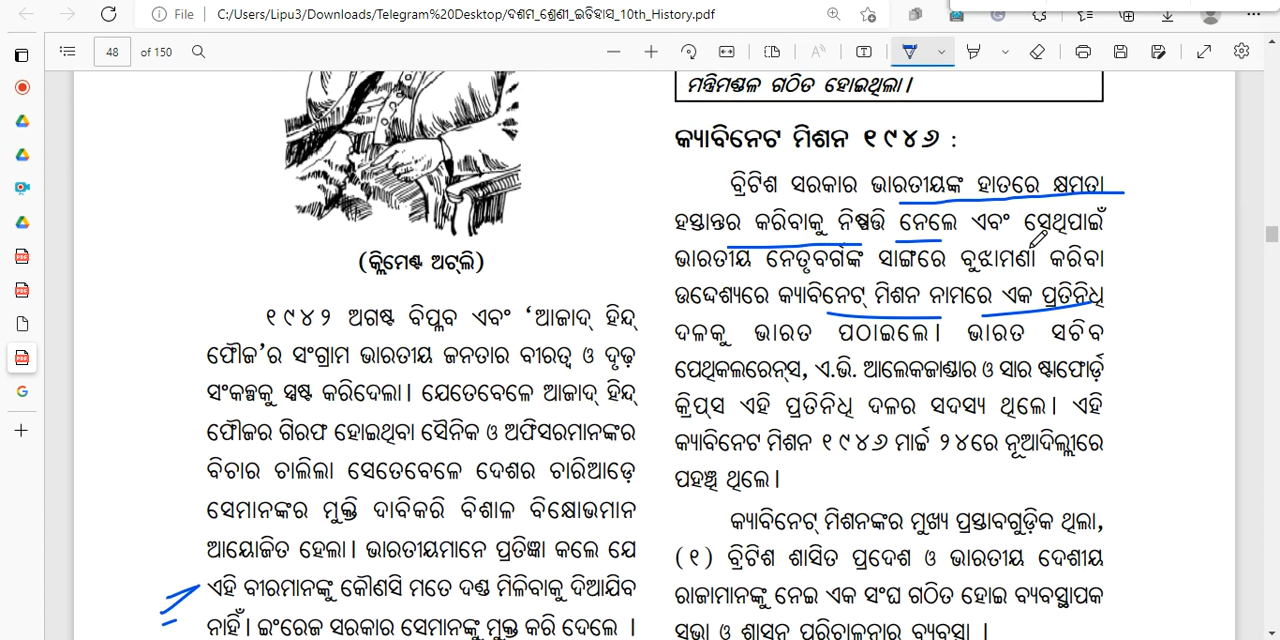 File
C:/Users/Lipu3/Downloads/Telegram%20Desktop/ଦଶମ_ଶ୍ରେଣୀ_ଇତିହାସ_10th_History.pdf
48 of 150
(କ୍ଲିମେଣ୍ଟ ଅଟ୍‌ଲି)
୧୯୪୨ ଅଗଷ୍ଟ ବିପ୍ଳବ ଏବଂ ‘ଆଜାଦ୍ ହିନ୍ଦ୍
ଫୌଜ’ର ସଂଗ୍ରାମ ଭାରତୀୟ ଜନତାର ବୀରତ୍ୱ ଓ ଦୃଢ଼
ସଂକଳ୍ପକୁ ସ୍ପଷ୍ଟ କରିଦେଲା। ଯେତେବେଳେ ଆଜାଦ୍ ହିନ୍ଦ୍
ଫୌଜର ଗିରଫ ହୋଇଥିବା ସୈନିକ ଓ ଅଫିସରମାନଙ୍କର
ବିଚାର ଚାଲିଲା ସେତେବେଳେ ଦେଶର ଚାରିଆଡ଼େ
ସେମାନଙ୍କର ମୁକ୍ତି ଦାବିକରି ବିଶାଳ ବିକ୍ଷୋଭମାନ
ଆୟୋଜିତ ହେଲା। ଭାରତୀୟମାନେ ପ୍ରତିଜ୍ଞା କଲେ ଯେ
ଏହି ବୀରମାନଙ୍କୁ କୌଣସି ମତେ ଦଣ୍ଡ ମିଳିବାକୁ ଦିଆଯିବ
ନାହିଁ। ଇଂରେଜ ସରକାର ସେମାନଙ୍କୁ ମୁକ୍ତ କରି ଦେଲେ ।
ମନ୍ତ୍ରିମଣ୍ଡଳ ଗଠିତ ହୋଇଥିଲା।
କ୍ୟାବିନେଟ ମିଶନ ୧୯୪୬ :
ବ୍ରିଟିଶ ସରକାର ଭାରତୀୟଙ୍କ ହାତରେ କ୍ଷମତା
ହସ୍ତାନ୍ତର କରିବାକୁ ନିଷ୍ପତ୍ତି ନେଲେ ଏବଂ ସେଥିପାଇଁ
ଭାରତୀୟ ନେତୃବର୍ଗଙ୍କ ସାଙ୍ଗରେ ବୁଝାମଣା କରିବା
ଉଦ୍ଦେଶ୍ୟରେ କ୍ୟାବିନେଟ୍ ମିଶନ ନାମରେ ଏକ ପ୍ରତିନିଧି
ଦଳକୁ ଭାରତ ପଠାଇଲେ। ଭାରତ ସଚିବ
ପେଥିକଲରେନ୍‌ସ, ଏ.ଭି. ଆଲେକଜାଣ୍ଡାର ଓ ସାର ଷ୍ଟାଫୋର୍ଡ଼
କ୍ରିପ୍‌ସ ଏହି ପ୍ରତିନିଧି ଦଳର ସଦସ୍ୟ ଥିଲେ। ଏହି
କ୍ୟାବିନେଟ ମିଶନ ୧୯୪୬ ମାର୍ଚ୍ଚ ୨୪ରେ ନୂଆଦିଲ୍ଲୀରେ
ପହଞ୍ଚି ଥିଲେ।
କ୍ୟାବିନେଟ୍ ମିଶନଙ୍କର ମୁଖ୍ୟ ପ୍ରସ୍ତାବଗୁଡ଼ିକ ଥିଲା,
(୧) ବ୍ରିଟିଶ ଶାସିତ ପ୍ରଦେଶ ଓ ଭାରତୀୟ ଦେଶୀୟ
ରାଜାମାନଙ୍କୁ ନେଇ ଏକ ସଂଘ ଗଠିତ ହୋଇ ବ୍ୟବସ୍ଥାପକ
ସଭା ଓ ଶାସନ ପରିଚାଳନାର ବ୍ୟବସ୍ଥା ।